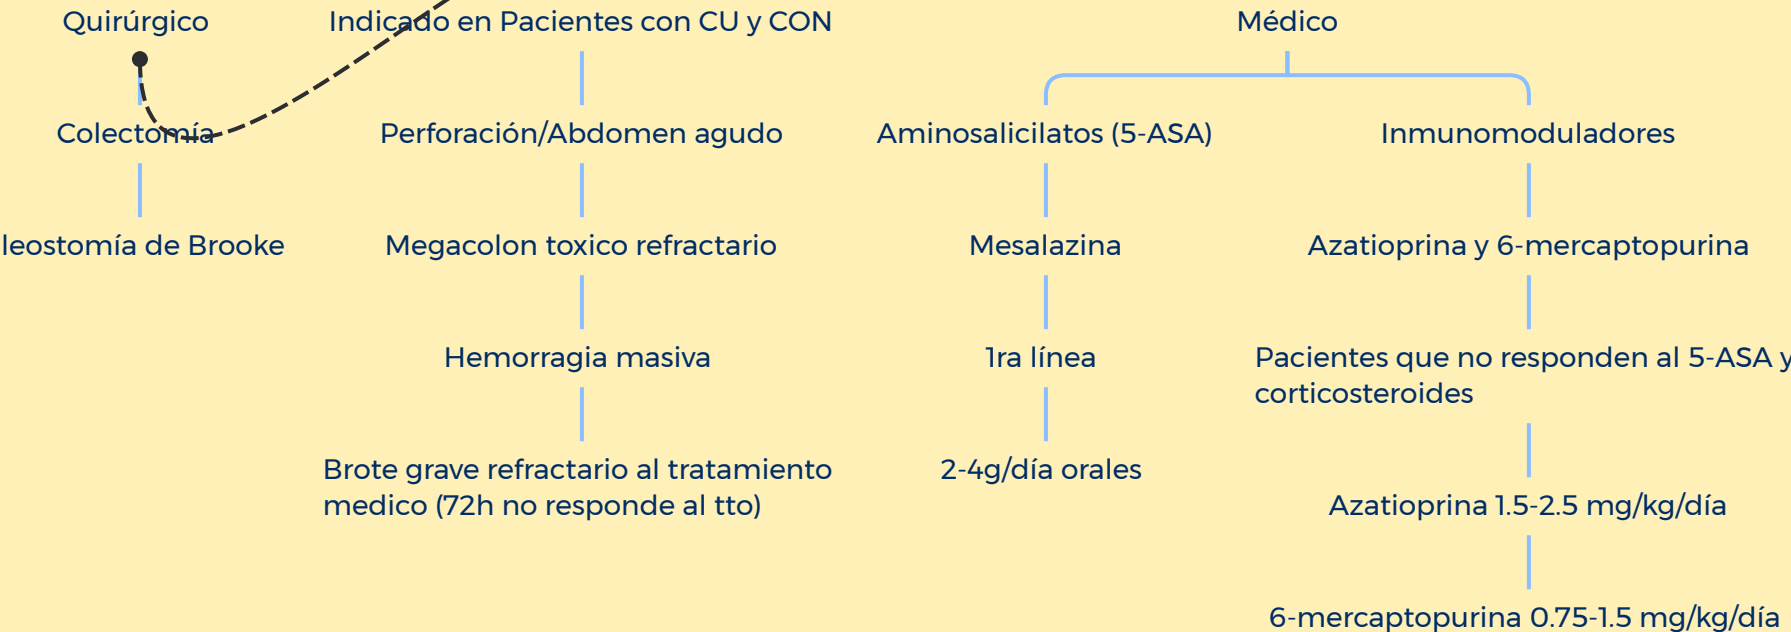 Quirúrgico
Colectomía
leostomía de Brooke
Indicado en Pacientes con CU y CON
Perforación/Abdomen agudo
Megacolon toxico refractario
Hemorragia masiva
Brote grave refractario al tratamiento
medico (72h no responde al tto)
Médico
Aminosalicilatos (5-ASA)
Mesalazina
1ra línea
2-4g/día orales
Inmunomoduladores
Azatioprina y 6-mercaptopurina
Pacientes que no responden al 5-ASA y
corticosteroides
Azatioprina 1.5-2.5 mg/kg/día
6-mercaptopurina 0.75-1.5 mg/kg/día